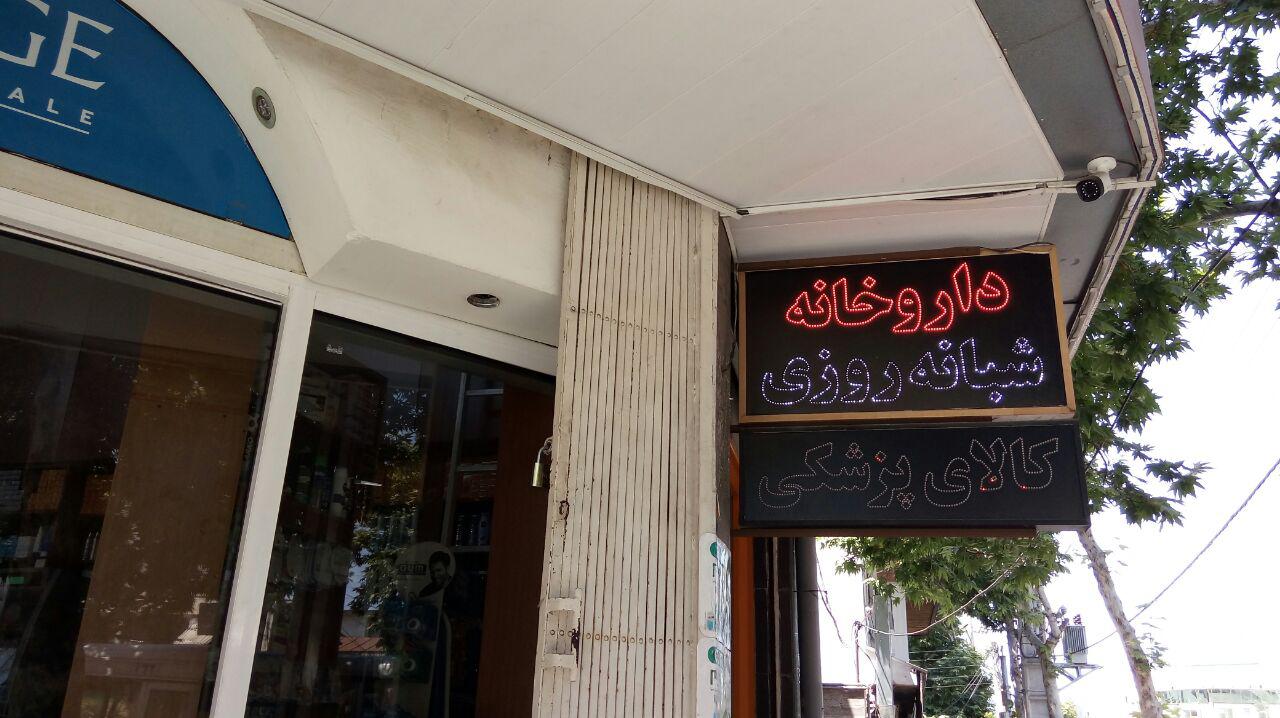 GE
ALE
داروخانه
شبانه روزی
کالای پزشکی